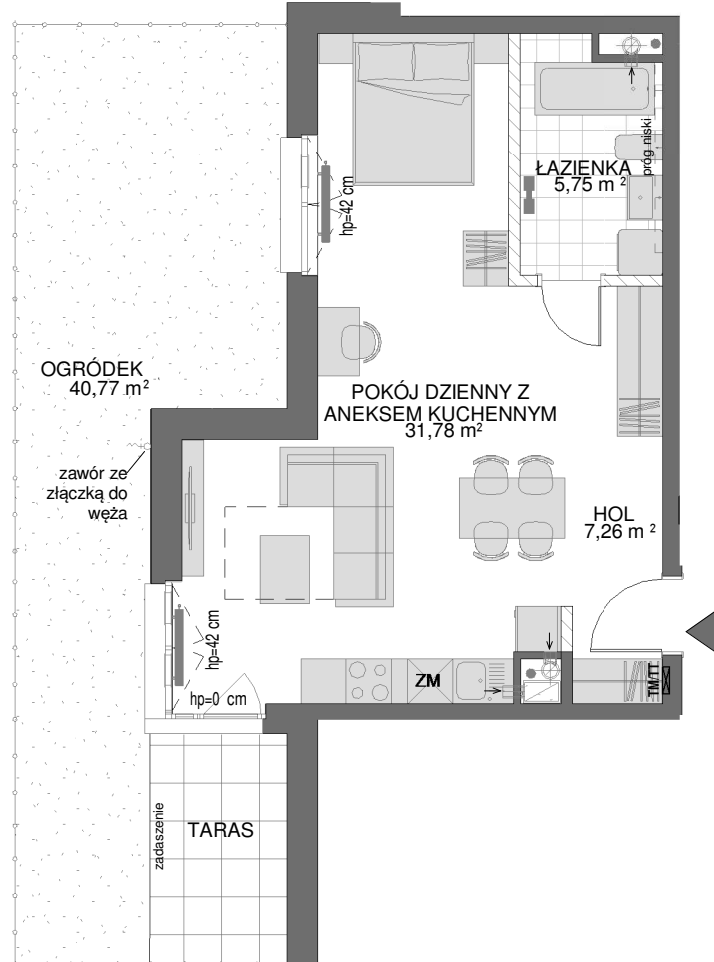 próg niski
ŁAZIENKA
5,75 m ²
hp=42 cm
OGRÓDEK
40,77 m²
POKÓJ DZIENNY Z
ANEKSEM KUCHENNYM
31,78 m²
zawór ze
złączką do
węża
HOL
7,26 m ²
hp=42 cm
hp=0 cm
ZM
TM/TT
zadaszenie
TARAS